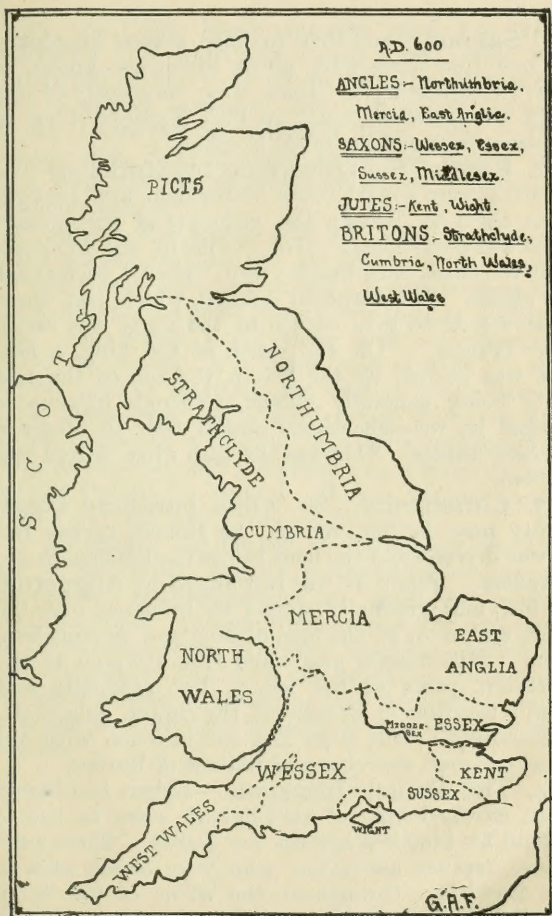 A.D. 600
ANGLES:- Northumbria,
Mercia, East Anglia.
SAXONS:- Wessex, Essex,
Sussex, Middlesex.
JUTES:- Kent, Wight.
BRITONS- Strathclyde,
Cumbria, North Wales,
West Wales
PICTS
SCOTS
STRATHCLYDE
NORTHUMBRIA
CUMBRIA
MERCIA
EAST
ANGLIA
NORTH
WALES
MIDDLE-
SEX
ESSEX
WESSEX
KENT
SUSSEX
WEST WALES
WIGHT
G.A.F.